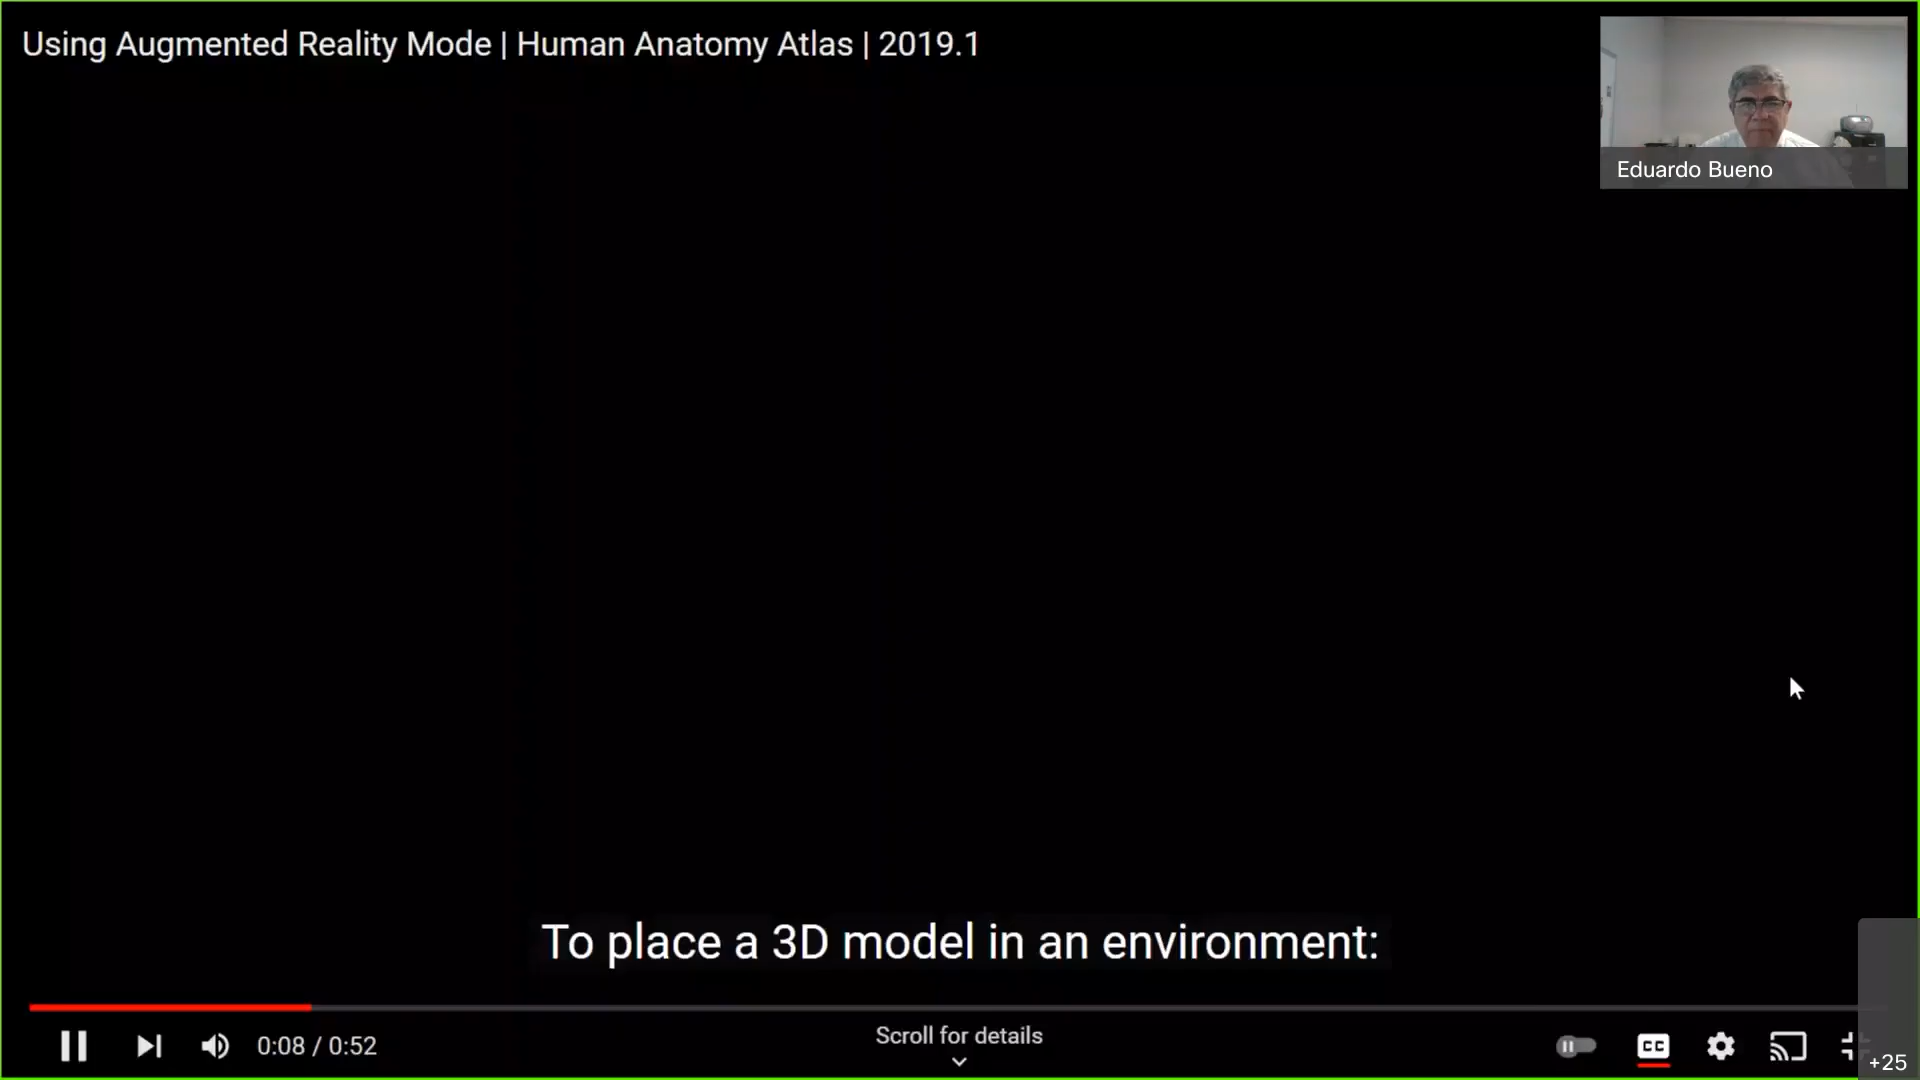 Using Augmented Reality Mode | Human Anatomy Atlas | 2019.1
Eduardo Bueno
To place a 3D model in an environment:
Scroll for details
0:08 / 0:52
CC
+25